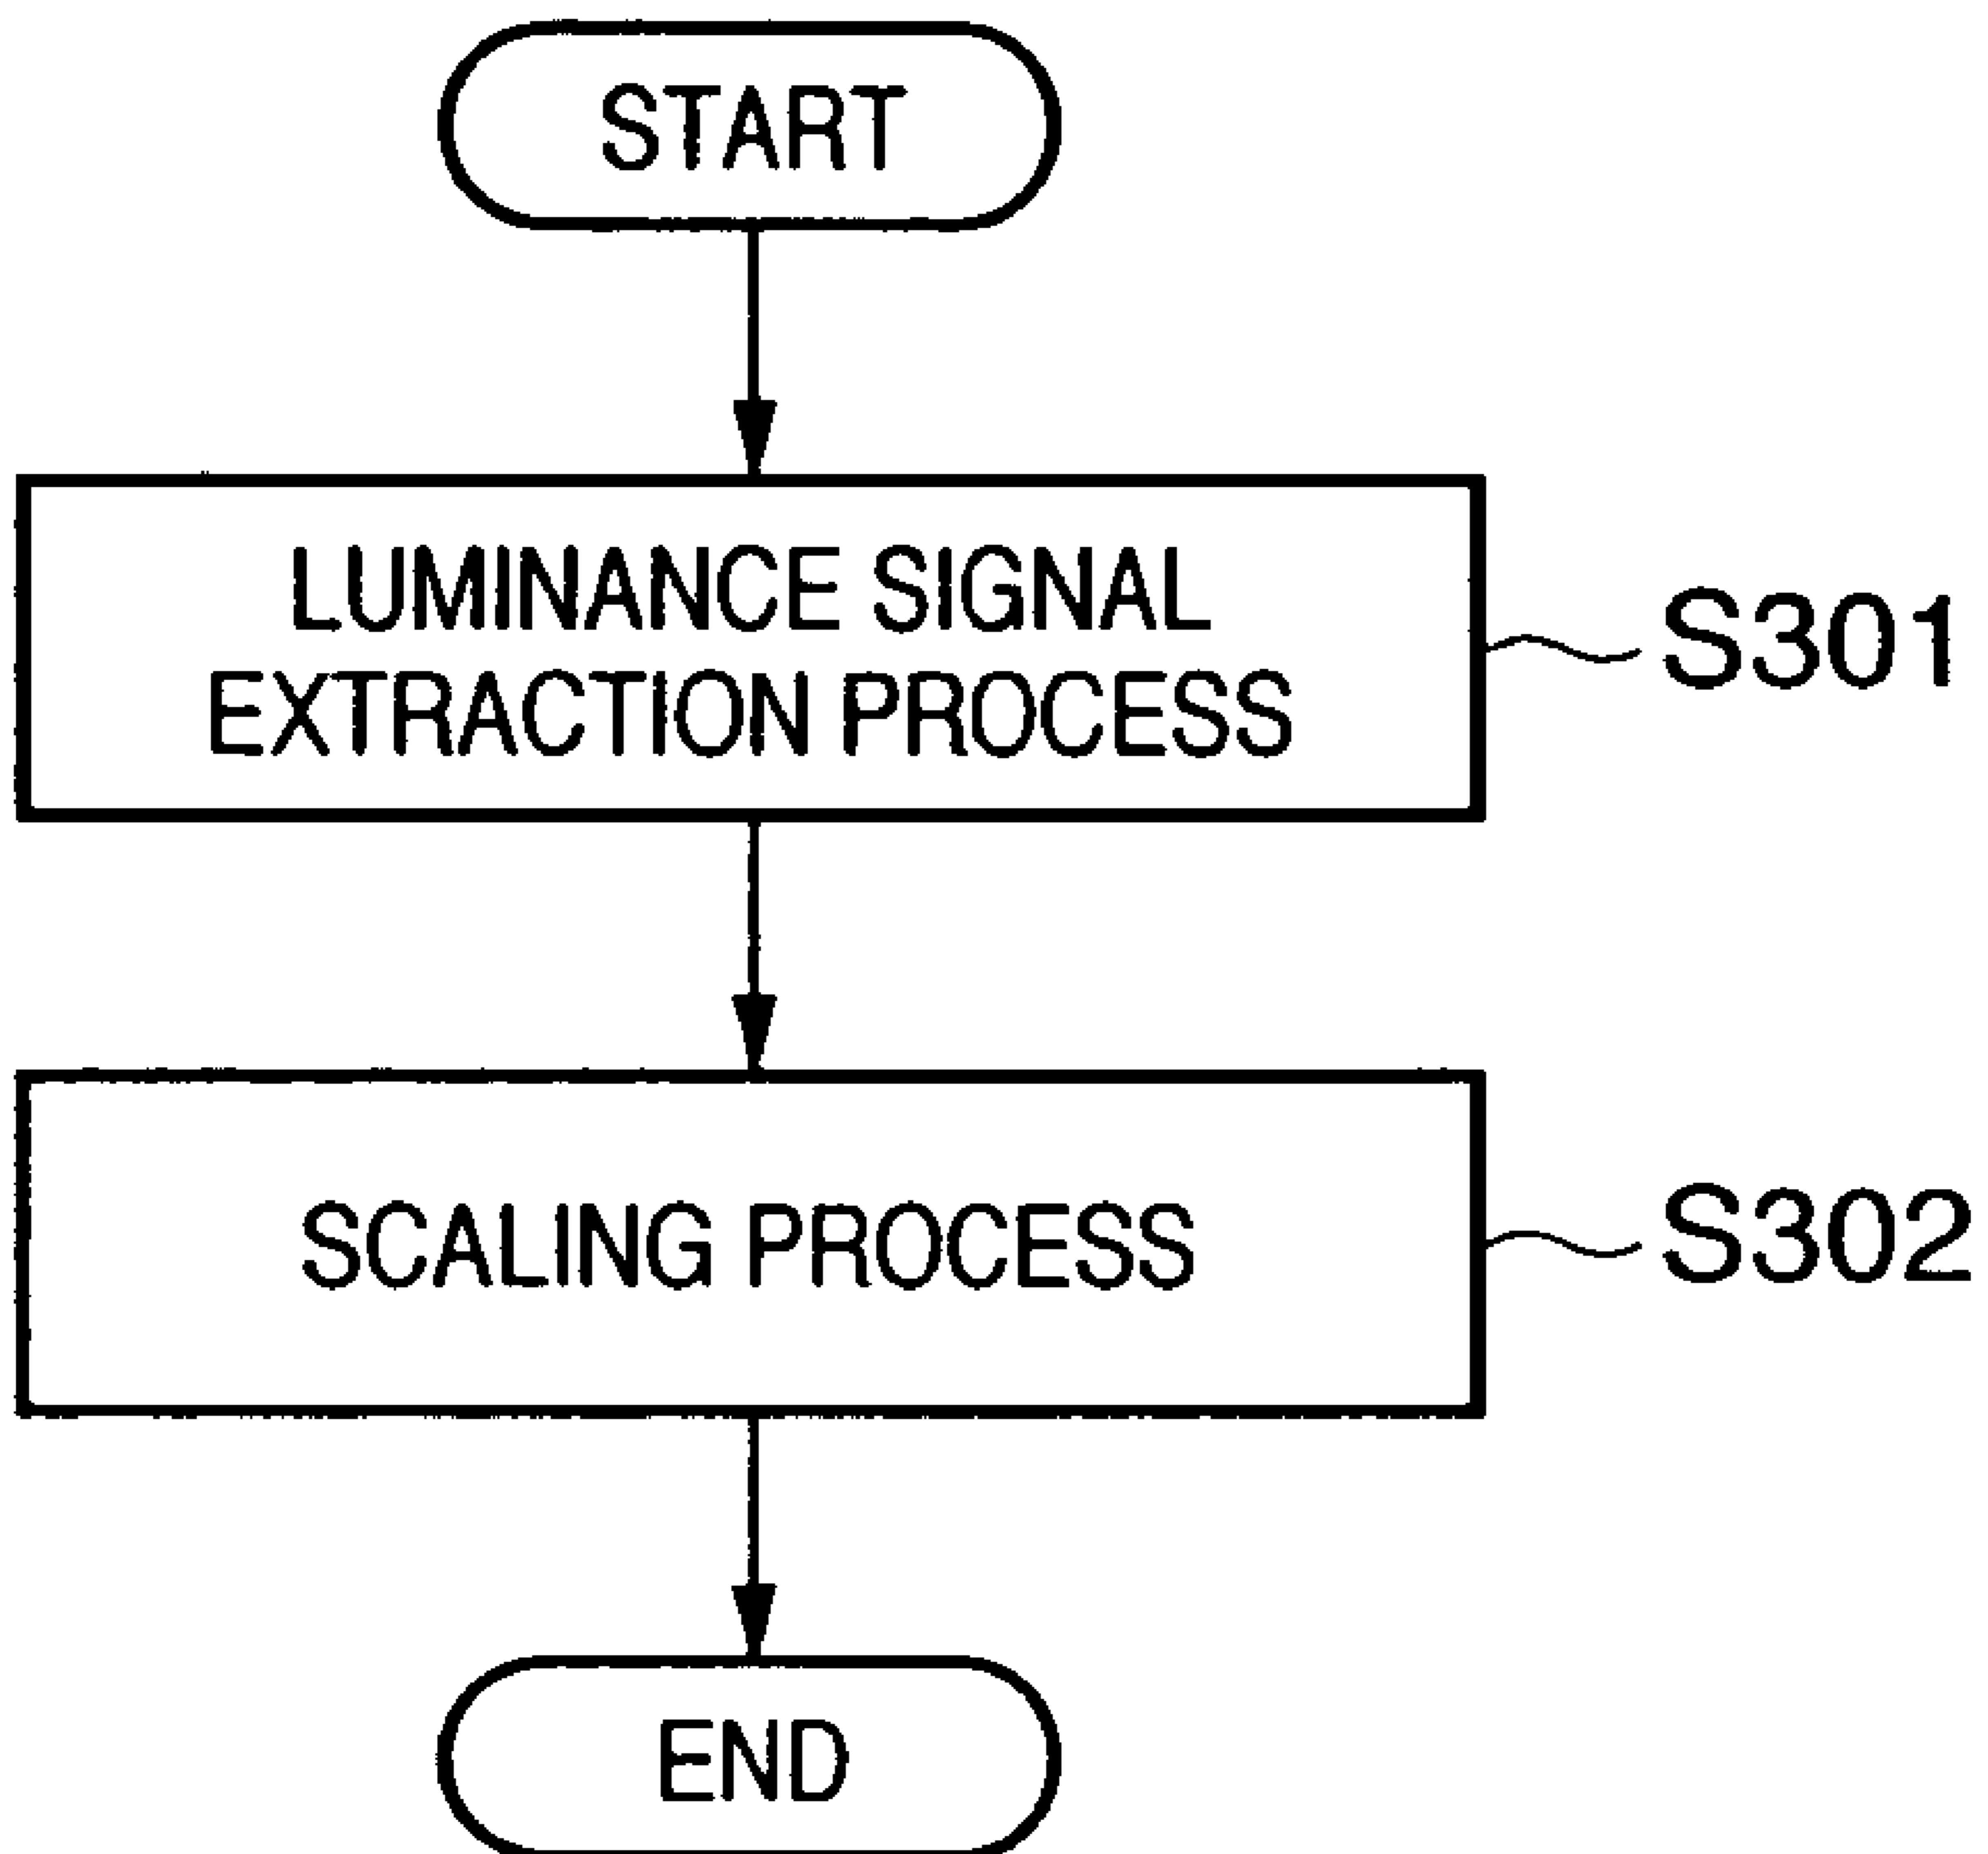 START
LUMINANCE SIGNAL
EXTRACTION PROCESS
S301
SCALING PROCESS
S302
END